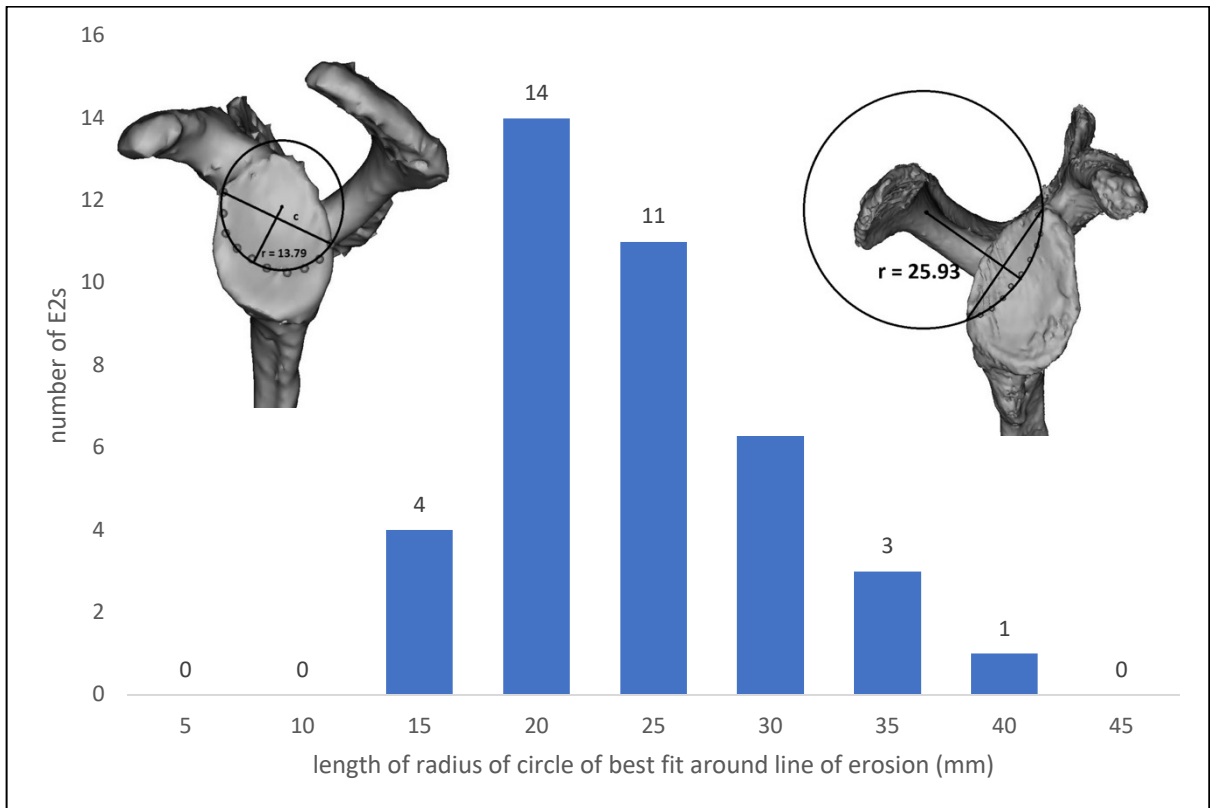 16
14
12
10
8
6
4
2
0
number of E2s
0
0
4
14
11
3
1
0
5 10 15 20 25 30 35 40 45
length of radius of circle of best fit around line of erosion (mm)
c
r = 13.79
r = 25.93